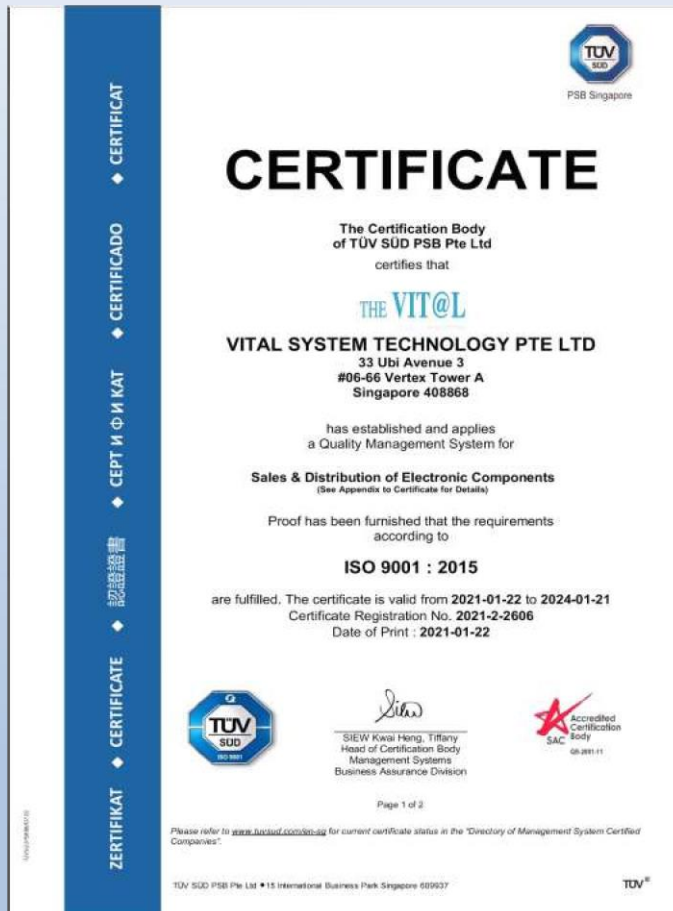 TÜV
SÜD
PSB Singapore
CERTIFICATE
The Certification Body
of TÜV SÜD PSB Pte Ltd
certifies that
THE VIT@L
VITAL SYSTEM TECHNOLOGY PTE LTD
33 Ubi Avenue 3
#06-66 Vertex Tower A
Singapore 408868
has established and applies
a Quality Management System for
Sales & Distribution of Electronic Components
(See Appendix to Certificate for Details)
Proof has been furnished that the requirements
according to
ISO 9001 : 2015
are fulfilled. The certificate is valid from 2021-01-22 to 2024-01-21
Certificate Registration No. 2021-2-2606
Date of Print : 2021-01-22
TÜV
SÜD
ISO 9001
Siew
SIEW Kwai Heng, Tiffany
Head of Certification Body
Management Systems
Business Assurance Division
SAC
Accredited
Certification
Body
Page 1 of 2
Please refer to www.tuvsud.com/en-sg for current certificate status in the "Directory of Management System Certified
Companies".
TÜV SÜD PSB Pte Ltd ◆ 15 International Business Park Singapore 609937
TÜV®
ZERTIFIKAT ◆ CERTIFICATE ◆ 認證證書 ◆ СЕРТ И Ф И КАТ ◆ CERTIFICADO ◆ CERTIFICAT